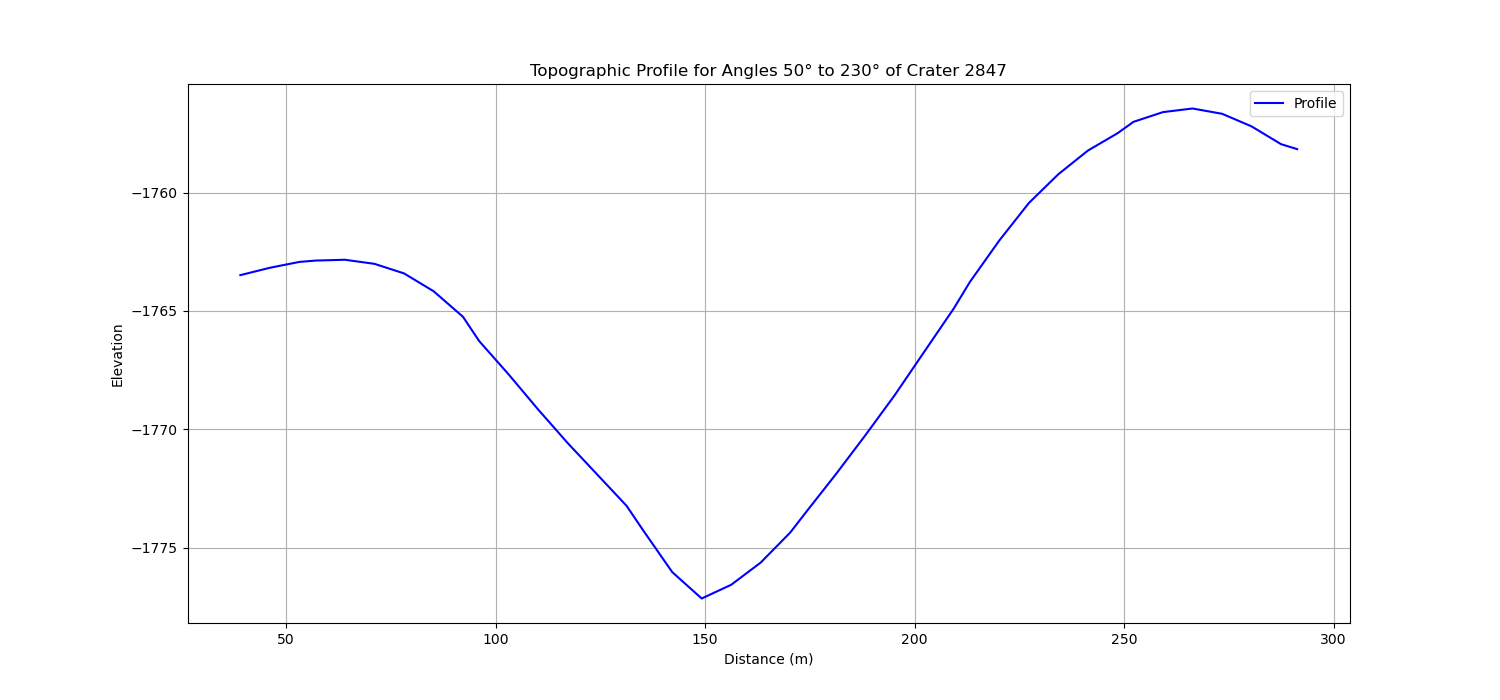 Topographic Profile for Angles 50° to 230° of Crater 2847
Profile
Elevation
−1760
−1765
−1770
−1775
50 100 150 200 250 300
Distance (m)